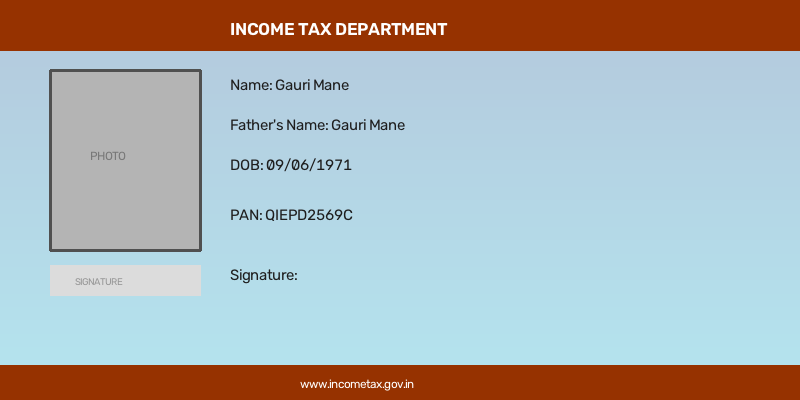 INCOME TAX DEPARTMENT
Name: Gauri Mane
Father's Name: Gauri Mane
DOB: 09/06/1971
PHOTO
PAN: QIEPD2569C
Signature:
SIGNATURE
www.incometax.gov.in